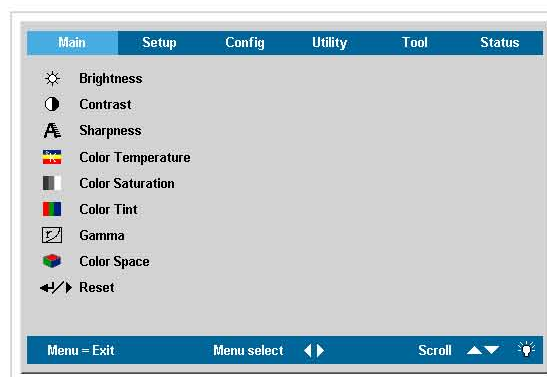 Main Setup Config Utility Tool Status
Brightness
Contrast
Sharpness
Color Temperature
Color Saturation
Color Tint
Gamma
Color Space
Reset
Menu = Exit Menu select Scroll